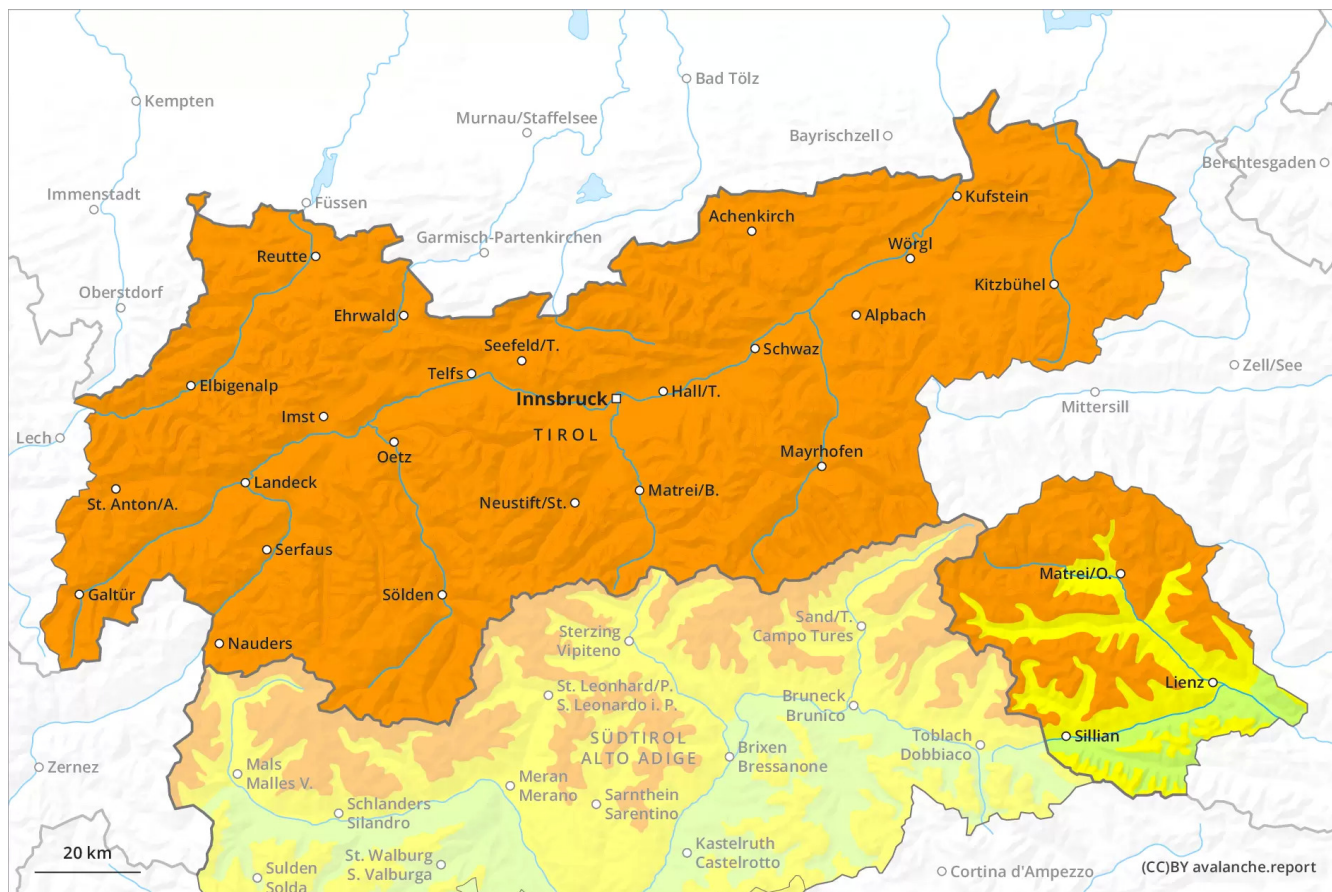 Bad Tölz
Kempten
Murnau/Staffelsee
Bayrischzell
Berchtesgaden
Immenstadt
Füssen
Kufstein
Achenkirch
Garmisch-Partenkirchen
Wörgl
Reutte
Kitzbühel
Oberstdorf
Ehrwald
Alpbach
Seefeld/T.
Schwaz
Zell/See
Telfs
Elbigenalp
Innsbruck
Hall/T.
Mittersill
Imst
TIROL
Lech
Oetz
Mayrhofen
Landeck
Matrei/B.
St. Anton/A.
Neustift/St.
Serfaus
Matrei/O.
Galtür
Sölden
Sand/T.
Campo Tures
Sterzing
Vipiteno
Nauders
Lienz
St. Leonhard/P.
S. Leonardo i. P.
Bruneck
Brunico
SÜDTIROL
ALTO ADIGE
Toblach
Dobbiaco
Sillian
Brixen
Bressanone
Zernez
Mals
Malles V.
Meran
Merano
Sarnthein
Sarentino
Schlanders
Silandro
Kastelruth
Castelrotto
20 km
St. Walburg
S. Valburga
Sulden
Solda
Cortina d'Ampezzo
(CC)BY avalanche.report